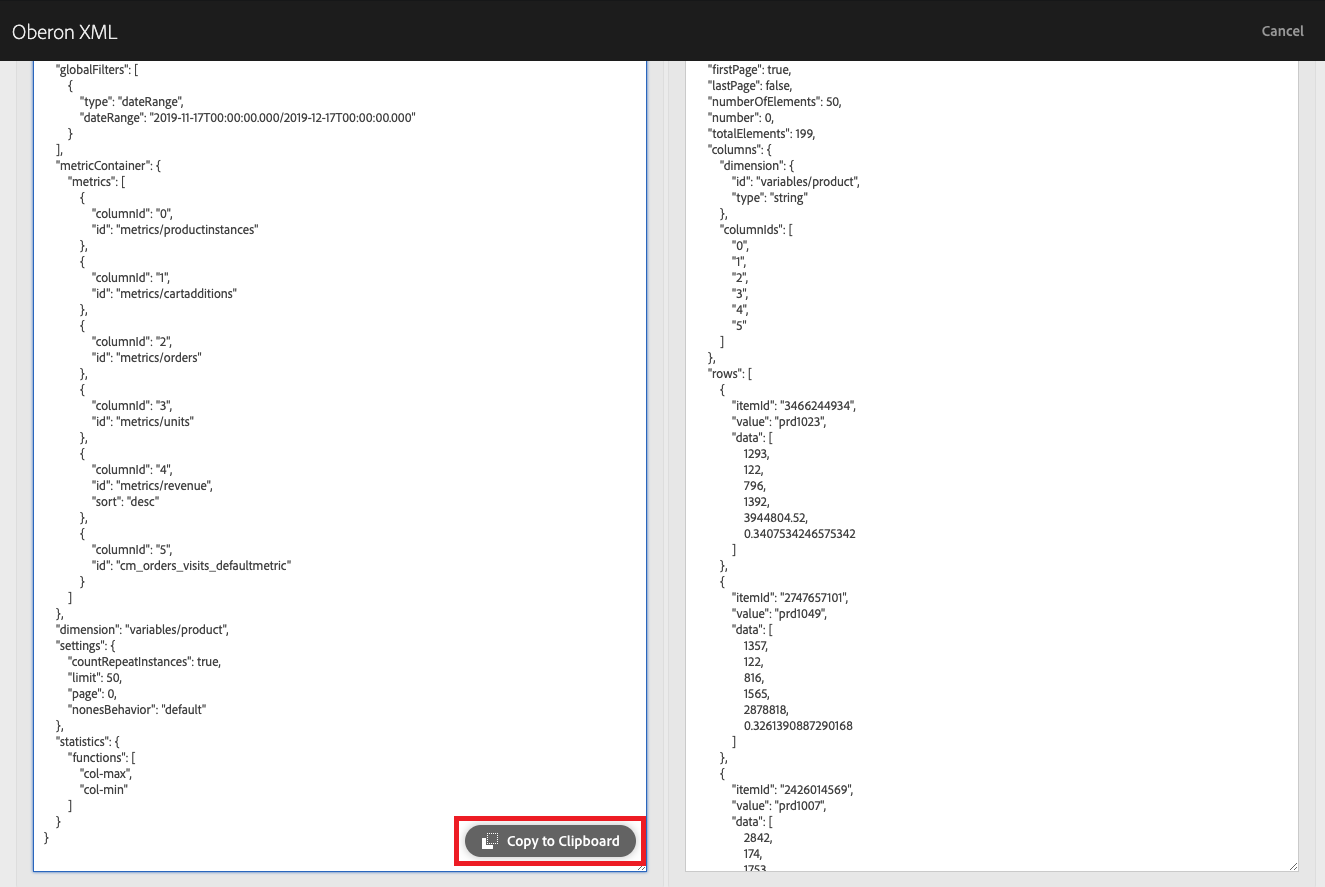 Oberon XML
Cancel
"globalFilters": [
{
"type": "dateRange",
"dateRange": "2019-11-17T00:00:00.000/2019-12-17T00:00:00.000"
}
],
"metricContainer": {
"metrics": [
{
"columnId": "0",
"id": "metrics/productinstances"
},
{
"columnId": "1",
"id": "metrics/cartadditions"
},
{
"columnId": "2",
"id": "metrics/orders"
},
{
"columnId": "3",
"id": "metrics/units"
},
{
"columnId": "4",
"id": "metrics/revenue",
"sort": "desc"
},
{
"columnId": "5",
"id": "cm_orders_visits_defaultmetric"
}
]
},
"dimension": "variables/product",
"settings": {
"countRepeatInstances": true,
"limit": 50,
"page": 0,
"nonesBehavior": "default"
},
"statistics": {
"functions": [
"col-max",
"col-min"
]
}
}
Copy to Clipboard
"firstPage": true,
"lastPage": false,
"numberOfElements": 50,
"number": 0,
"totalElements": 199,
"columns": {
"dimension": {
"id": "variables/product",
"type": "string"
},
"columnIds": [
"0",
"1",
"2",
"3",
"4",
"5"
]
},
"rows": [
{
"itemId": "3466244934",
"value": "prd1023",
"data": [
1293,
122,
796,
1392,
3944804.52,
0.3407534246575342
]
},
{
"itemId": "2747657101",
"value": "prd1049",
"data": [
1357,
122,
816,
1565,
2878818,
0.3261390887290168
]
},
{
"itemId": "2426014569",
"value": "prd1007",
"data": [
2842,
174,
1753